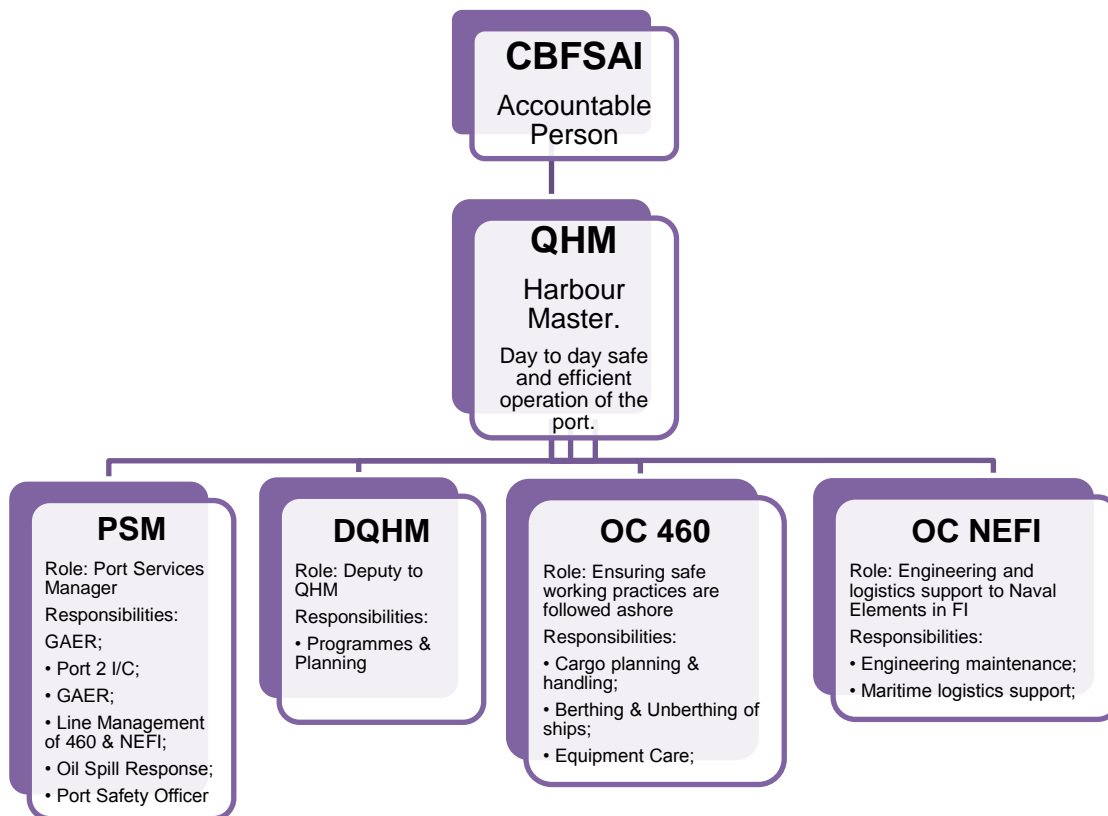 CBFSAI
Accountable
Person
QHM
Harbour
Master.
Day to day safe
and efficient
operation of the
port.
PSM
Role: Port Services
Manager
Responsibilities:
GAER;
• Port 2 I/C;
• GAER;
• Line Management
of 460 & NEFI;
• Oil Spill Response;
• Port Safety Officer
DQHM
Role: Deputy to
QHM
Responsibilities:
• Programmes &
Planning
OC 460
Role: Ensuring safe
working practices are
followed ashore
Responsibilities:
• Cargo planning &
handling;
• Berthing & Unberthing of
ships;
• Equipment Care;
OC NEFI
Role: Engineering and
logistics support to Naval
Elements in FI
Responsibilities:
• Engineering maintenance;
• Maritime logistics support;